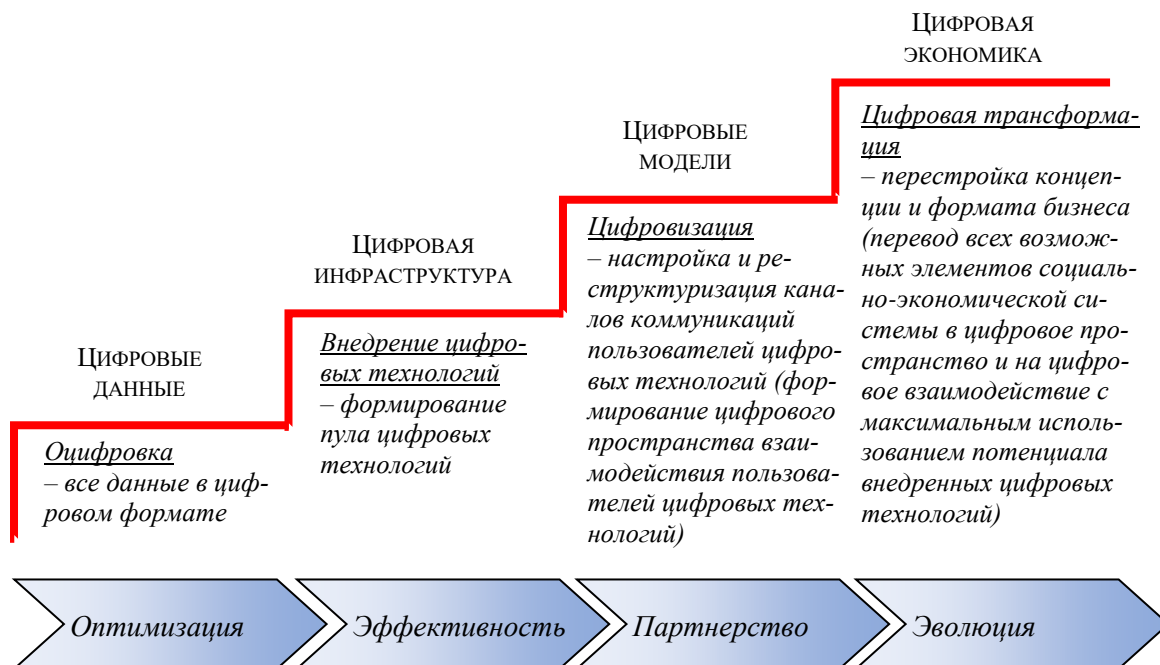 ЦИФРОВЫЕ
ДАННЫЕ
Оцифровка
– все данные в циф-
ровом формате
ЦИФРОВАЯ
ИНФРАСТРУКТУРА
Внедрение цифро-
вых технологий
– формирование
пула цифровых
технологий
ЦИФРОВЫЕ
МОДЕЛИ
Цифровизация
– настройка и ре-
структуризация кана-
лов коммуникаций
пользователей цифро-
вых технологий (фор-
мирование цифрового
пространства взаи-
модействия пользова-
телей цифровых тех-
нологий)
ЦИФРОВАЯ
ЭКОНОМИКА
Цифровая трансформа-
ция
– перестройка концеп-
ции и формата бизнеса
(перевод всех возмож-
ных элементов социаль-
но-экономической си-
стемы в цифровое про-
странство и на цифро-
вое взаимодействие с
максимальным исполь-
зованием потенциала
внедренных цифровых
технологий)
Оптимизация
Эффективность
Партнерство
Эволюция